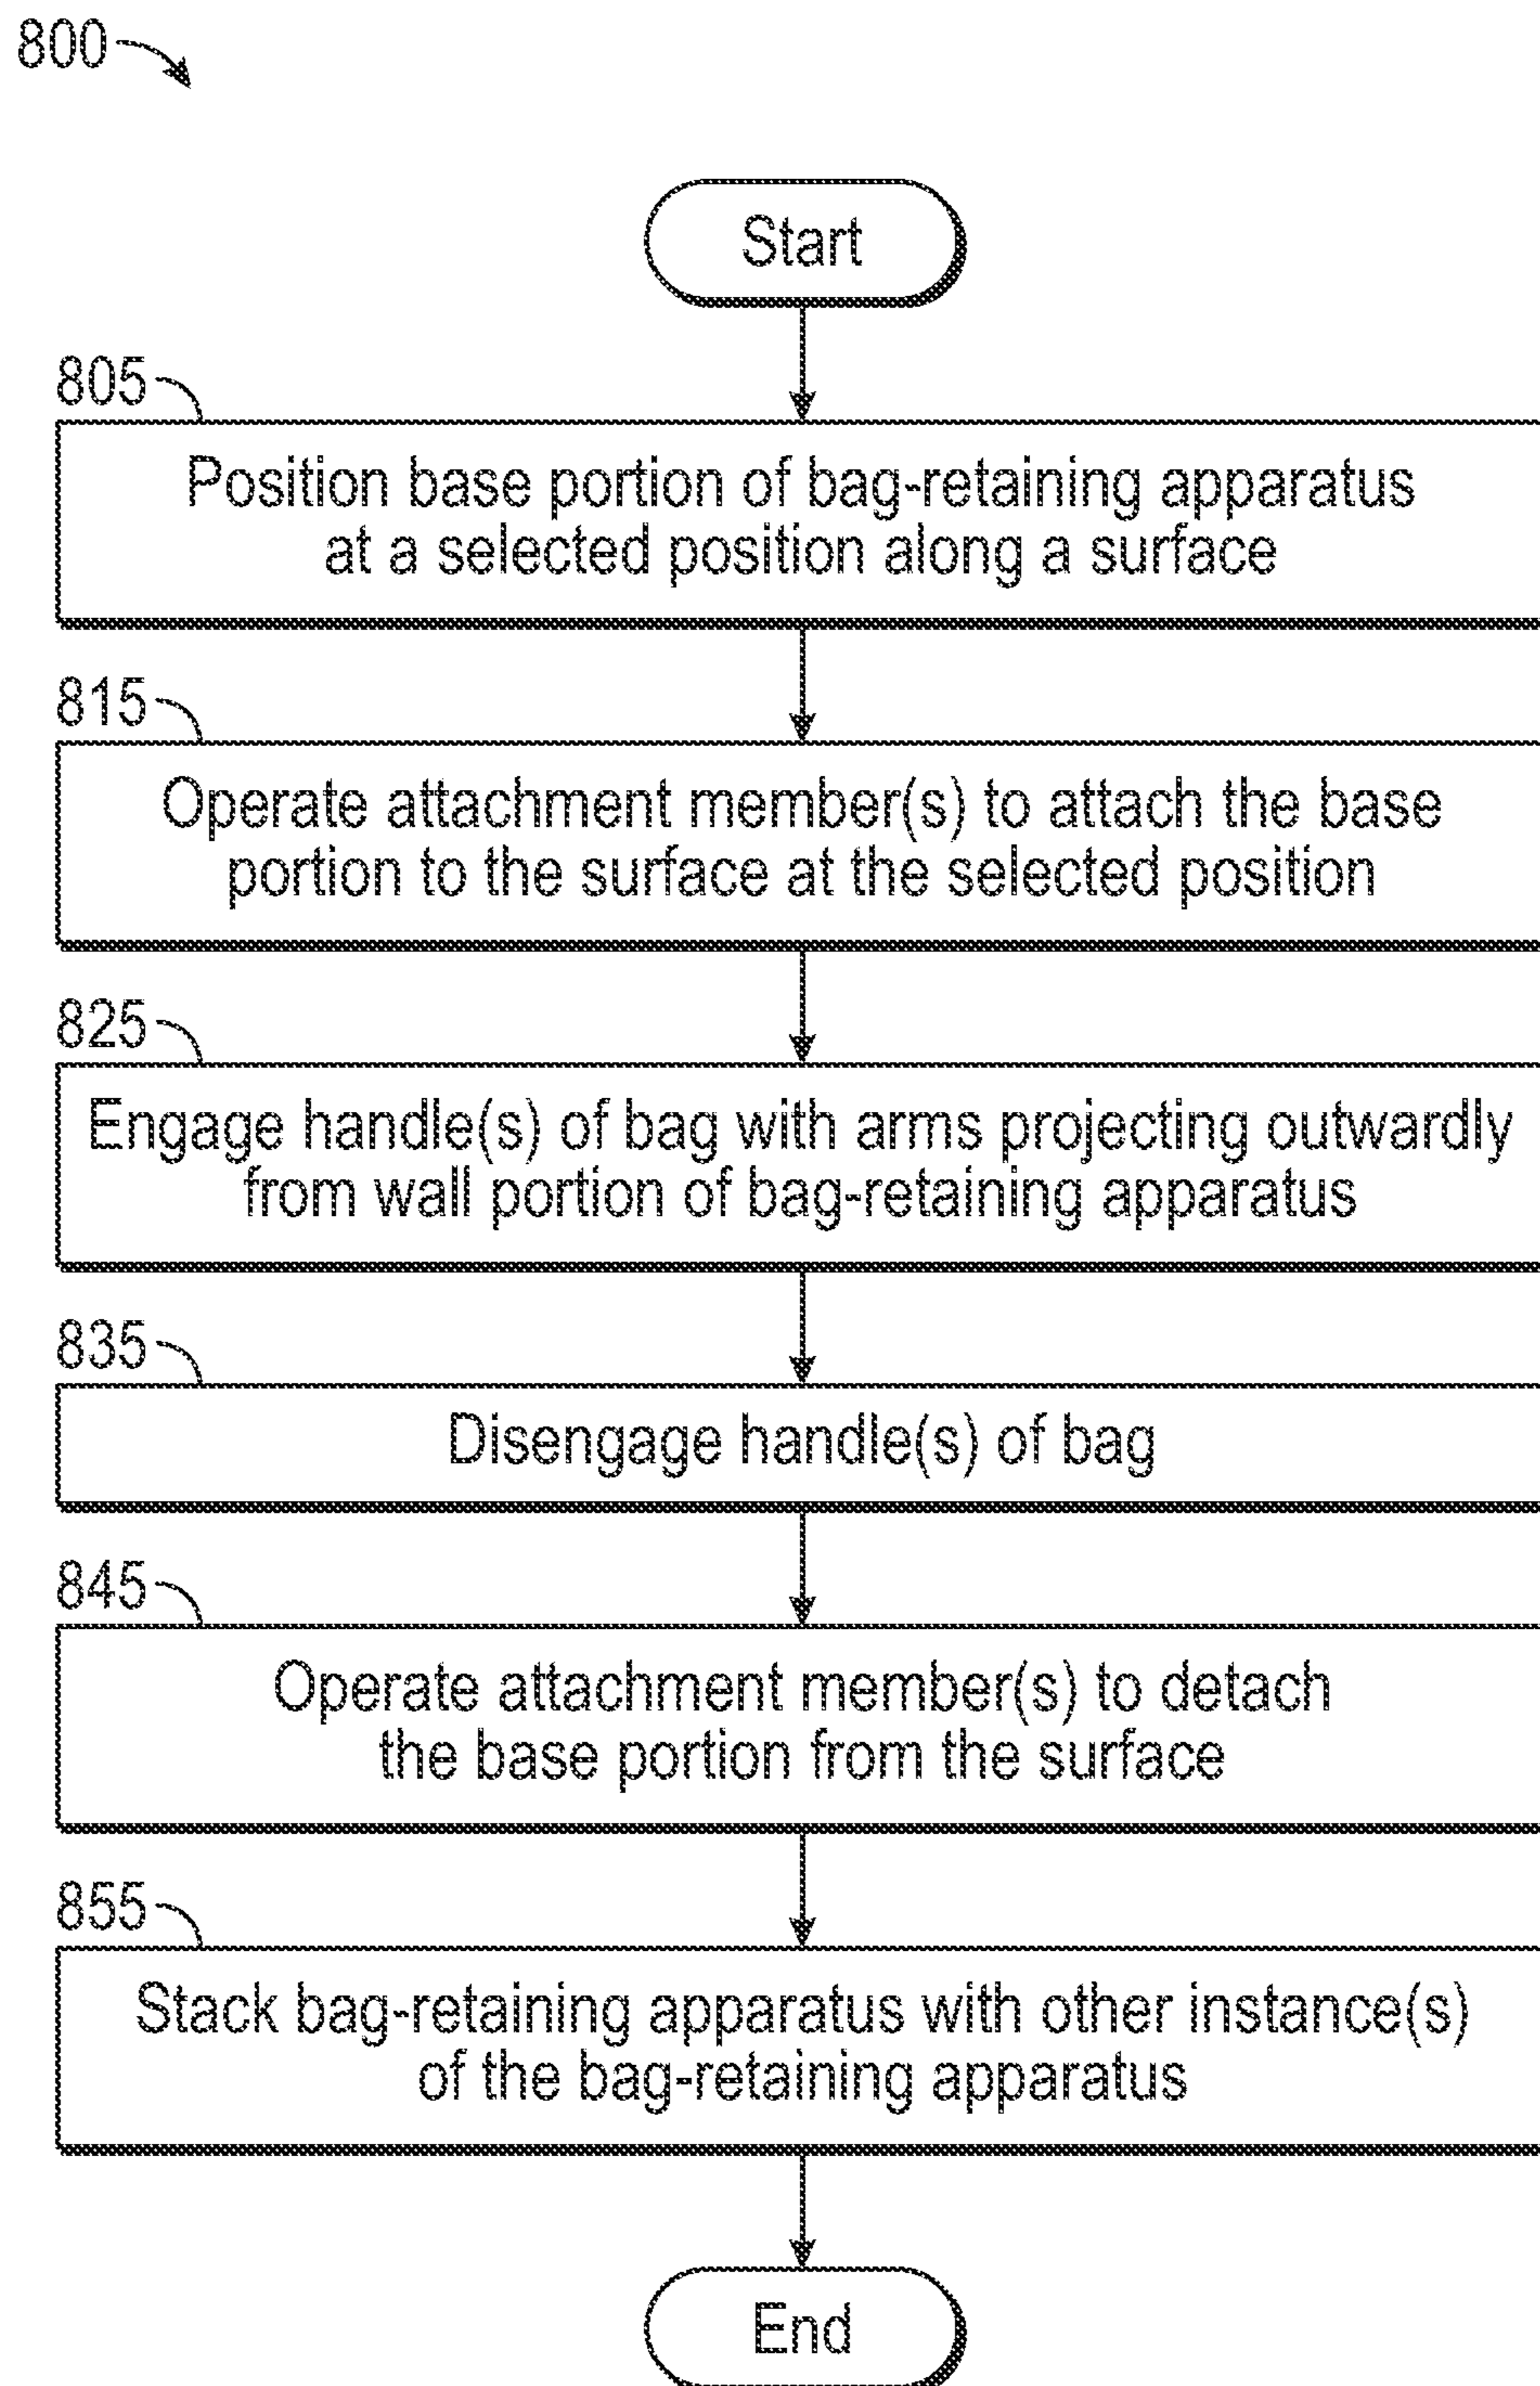 800
Start
805
Position base portion of bag-retaining apparatus
at a selected position along a surface
815
Operate attachment member(s) to attach the base
portion to the surface at the selected position
825
Engage handle(s) of bag with arms projecting outwardly
from wall portion of bag-retaining apparatus
835
Disengage handle(s) of bag
845
Operate attachment member(s) to detach
the base portion from the surface
855
Stack bag-retaining apparatus with other instance(s)
of the bag-retaining apparatus
End